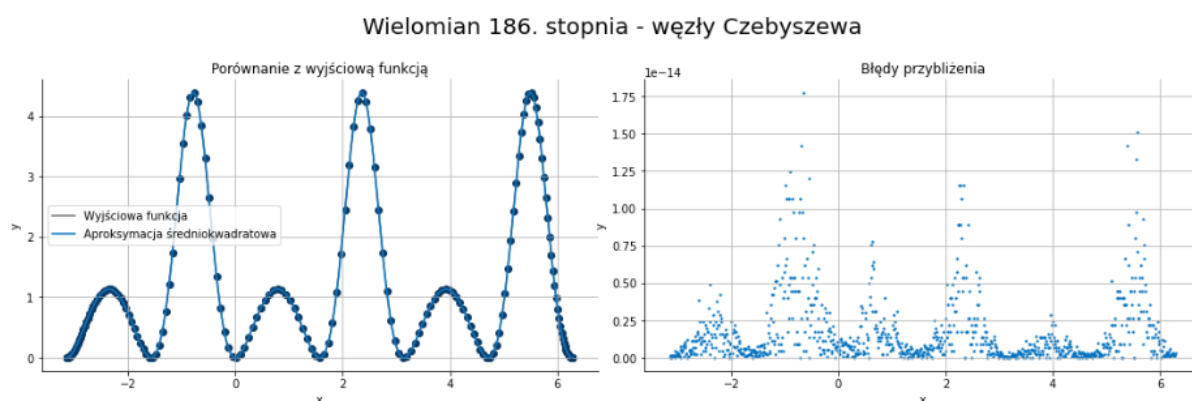 Wielomian 186. stopnia - węzły Czebyszewa
Porównanie z wyjściową funkcją
4
3
2
1
0
y
Wyjściowa funkcja
Aproksymacja średniokwadratowa
−2
0
2
4
6
x
Błędy przybliżenia
1e−14
1.75
1.50
1.25
1.00
0.75
0.50
0.25
0.00
y
−2
0
2
4
6
x